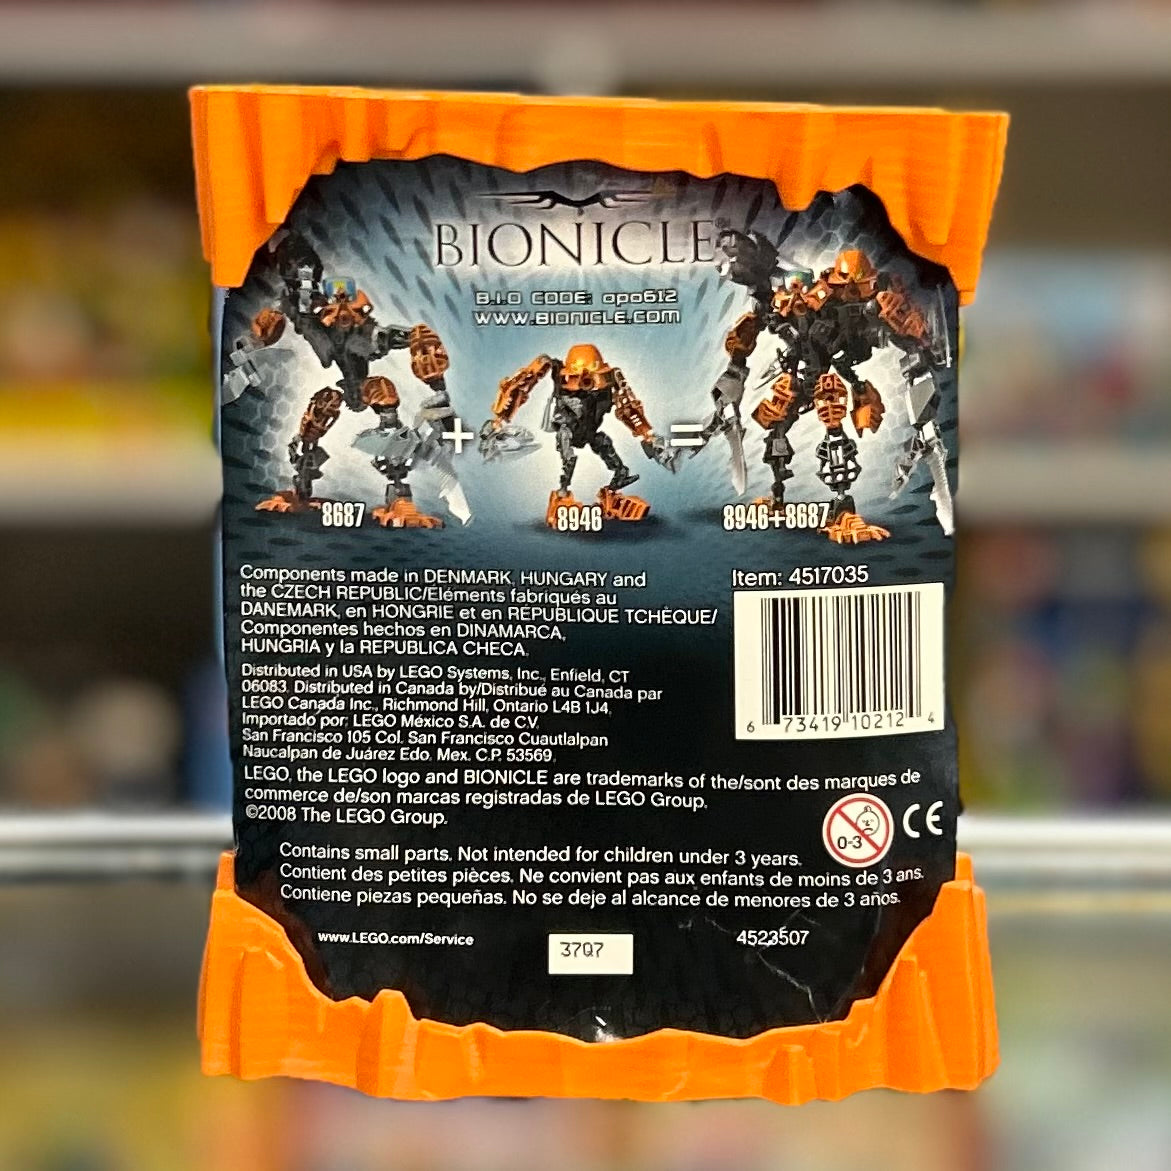 BIONICLE
B.I.O CODE: apo612
WWW.BIONICLE.COM
+
=
8687
8946
8946+8687
Components made in DENMARK, HUNGARY and
the CZECH REPUBLIC/Eléments fabriqués au
DANEMARK, en HONGRIE et en RÉPUBLIQUE TCHÈQUE/
Componentes hechos en DINAMARCA,
HUNGRIA y la REPUBLICA CHECA.
Item: 4517035
6 73419 10212 4
Distributed in USA by LEGO Systems, Inc., Enfield, CT
06083. Distributed in Canada by/Distribué au Canada par
LEGO Canada Inc., Richmond Hill, Ontario L4B 1J4.
Importado por: LEGO México S.A. de C.V.
San Francisco 105 Col. San Francisco Cuautlalpan
Naucalpan de Juárez Edo. Mex. C.P. 53569.
LEGO, the LEGO logo and BIONICLE are trademarks of the/sont des marques de
commerce de/son marcas registradas de LEGO Group.
©2008 The LEGO Group.
0-3
CE
Contains small parts. Not intended for children under 3 years.
Contient des petites pièces. Ne convient pas aux enfants de moins de 3 ans.
Contiene piezas pequeñas. No se deje al alcance de menores de 3 años.
www.LEGO.com/Service
37Q7
4523507